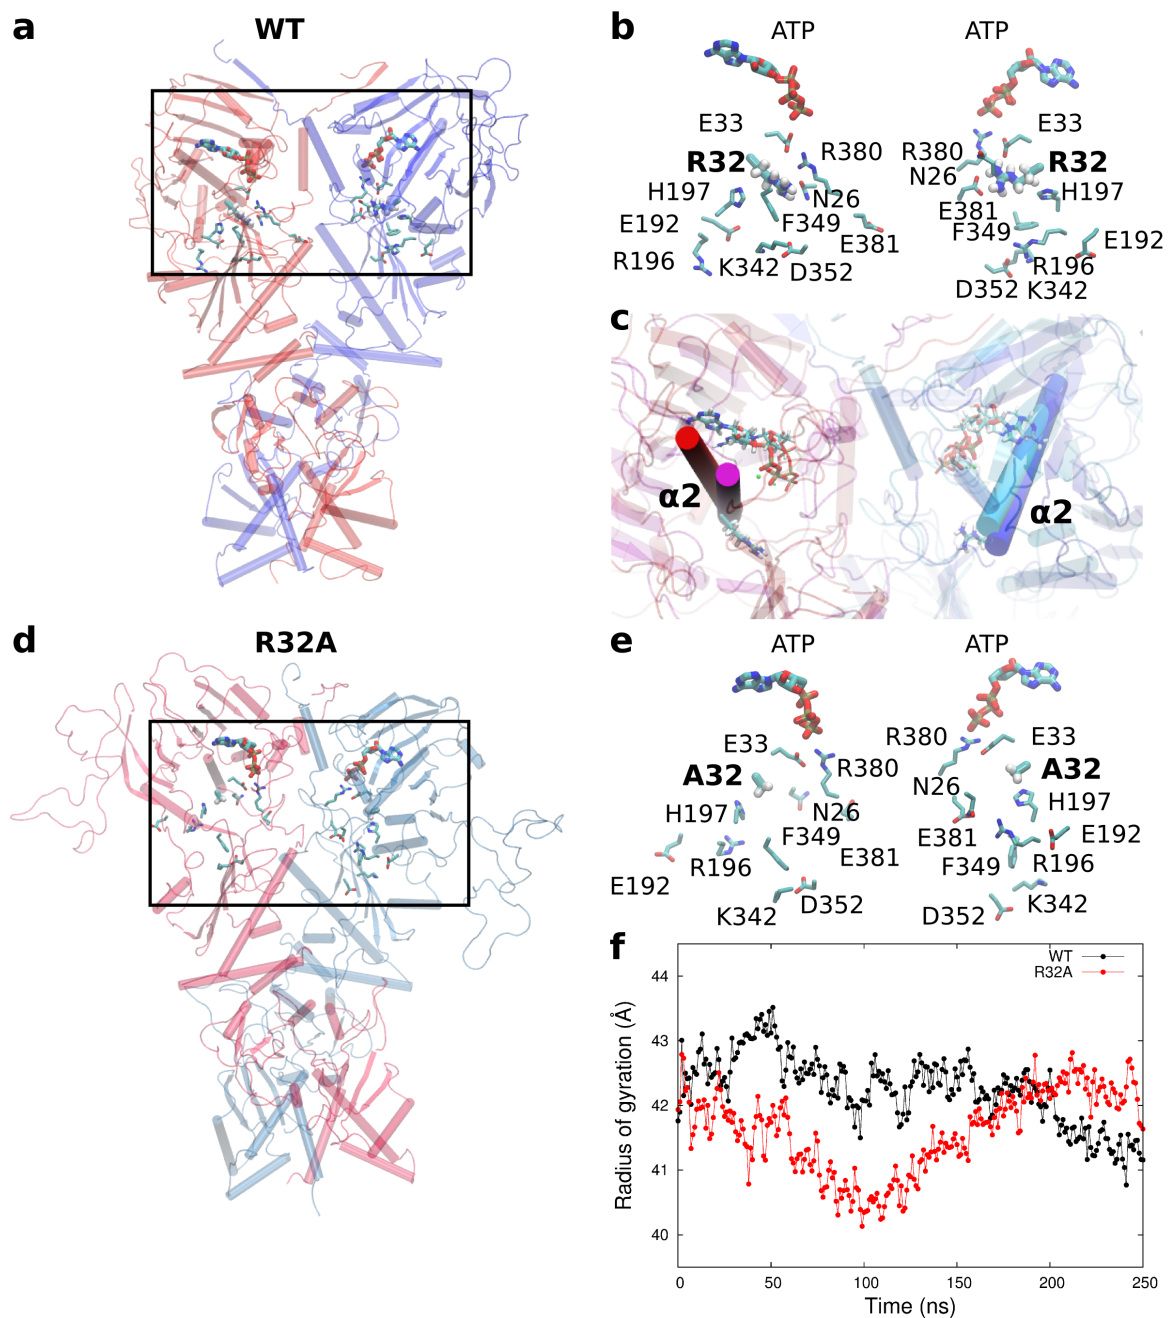 a
WT
b
ATP
ATP
E33
R380
R32
N26
H197
F349
E192
E381
R196
K342
D352
E33
R380
R32
N26
H197
E381
F349
E192
R196
D352
K342
c
α2
α2
d
R32A
e
ATP
ATP
E33
R380
A32
N26
H197
F349
R196
E381
E192
D352
K342
R380
E33
A32
N26
H197
E381
E192
F349
R196
D352
K342
f
WT
R32A
Radius of gyration (Å)
44
43
42
41
40
0 50 100 150 200 250
Time (ns)